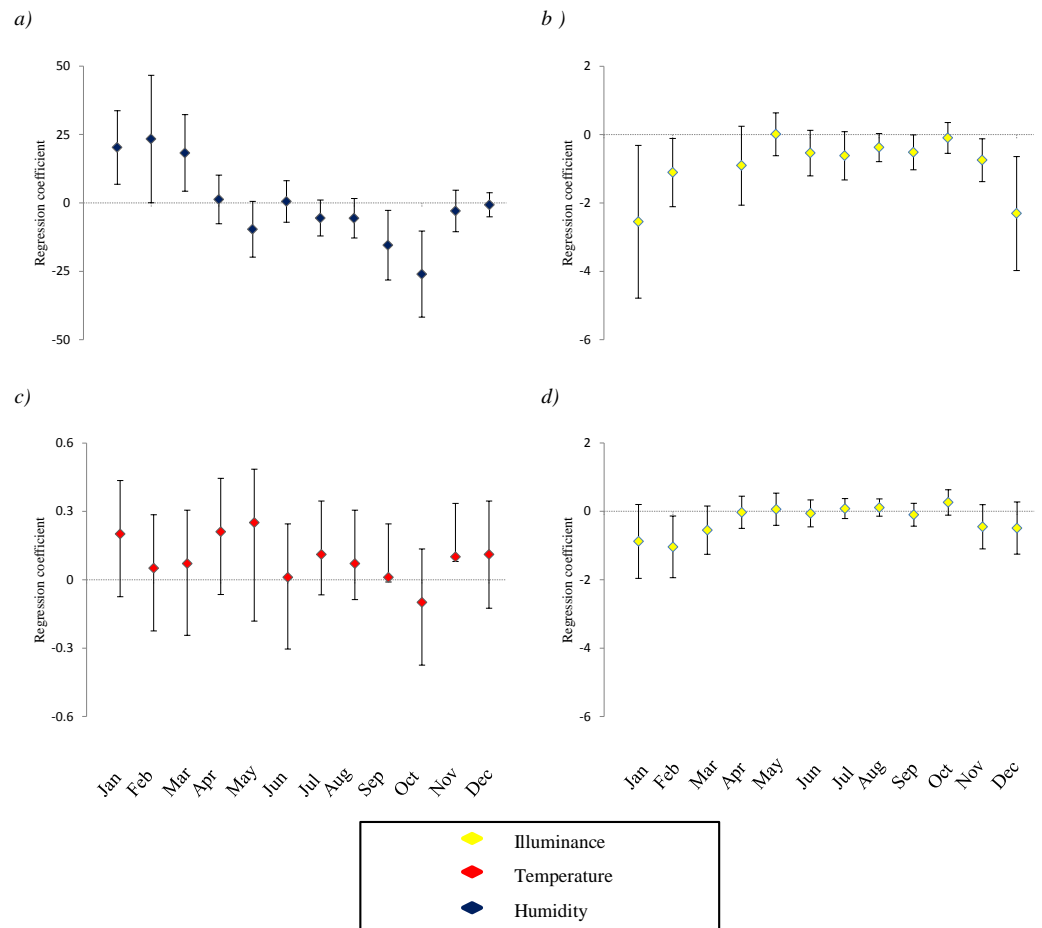 a)
b )
50
25
0
-25
-50
Regression coefficient
2
0
-2
-4
-6
Regression coefficient
c)
d)
0.6
0.3
0
-0.3
-0.6
Regression coefficient
2
0
-2
-4
-6
Regression coefficient
Jan Feb Mar Apr May Jun Jul Aug Sep Oct Nov Dec
Jan Feb Mar Apr May Jun Jul Aug Sep Oct Nov Dec
Illuminance
Temperature
Humidity